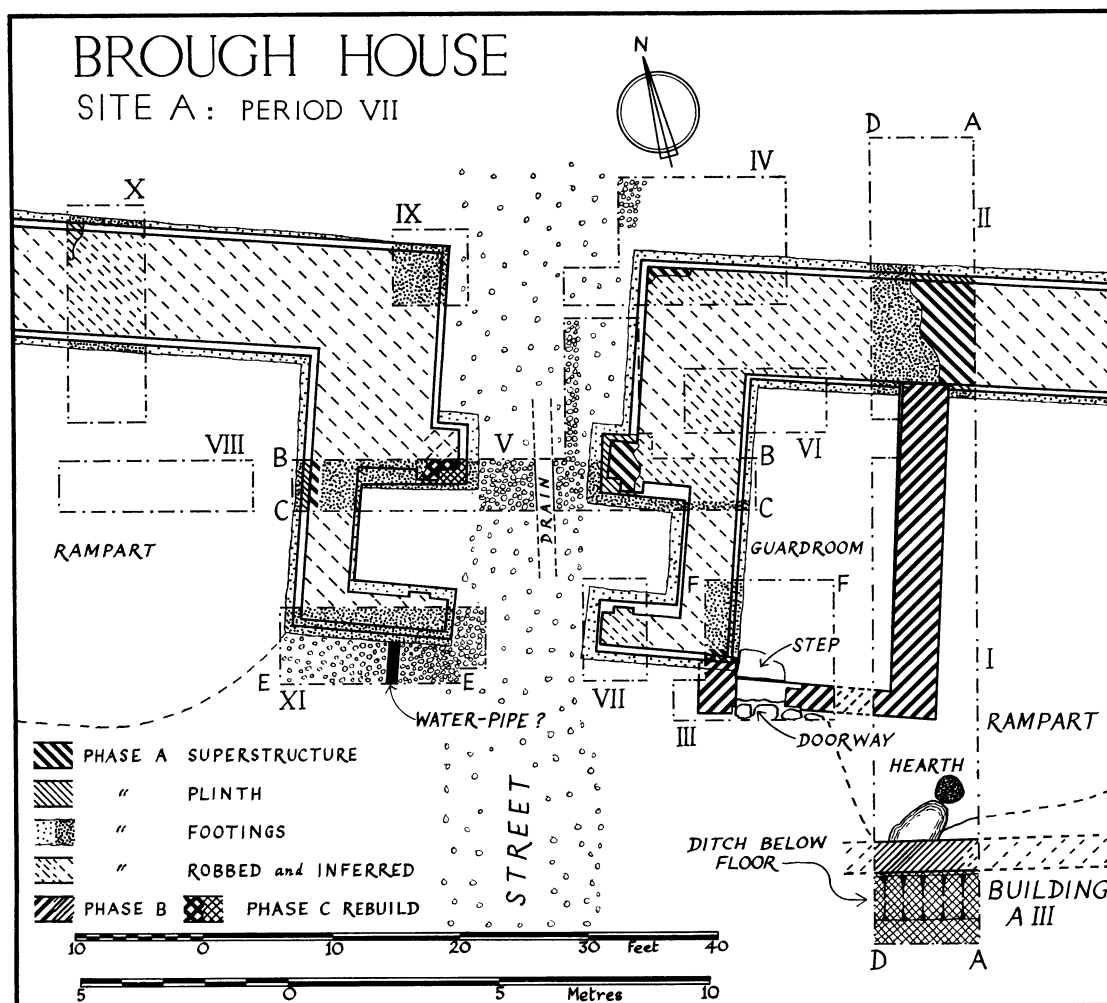 BROUGH HOUSE
SITE A: PERIOD VII
N
D A
X
IX
IV
II
VIII
B
V
VI
B
C
C
DRAIN
RAMPART
GUARDROOM
F F
STEP
I
E E
XI
VII
III
WATER-PIPE ?
DOORWAY
RAMPART
HEARTH
DITCH BELOW
FLOOR
BUILDING
A III
D A
STREET
PHASE A SUPERSTRUCTURE
" PLINTH
" FOOTINGS
" ROBBED and INFERRED
PHASE B PHASE C REBUILD
10 0 10 20 30 Feet 40
5 0 Metres 10